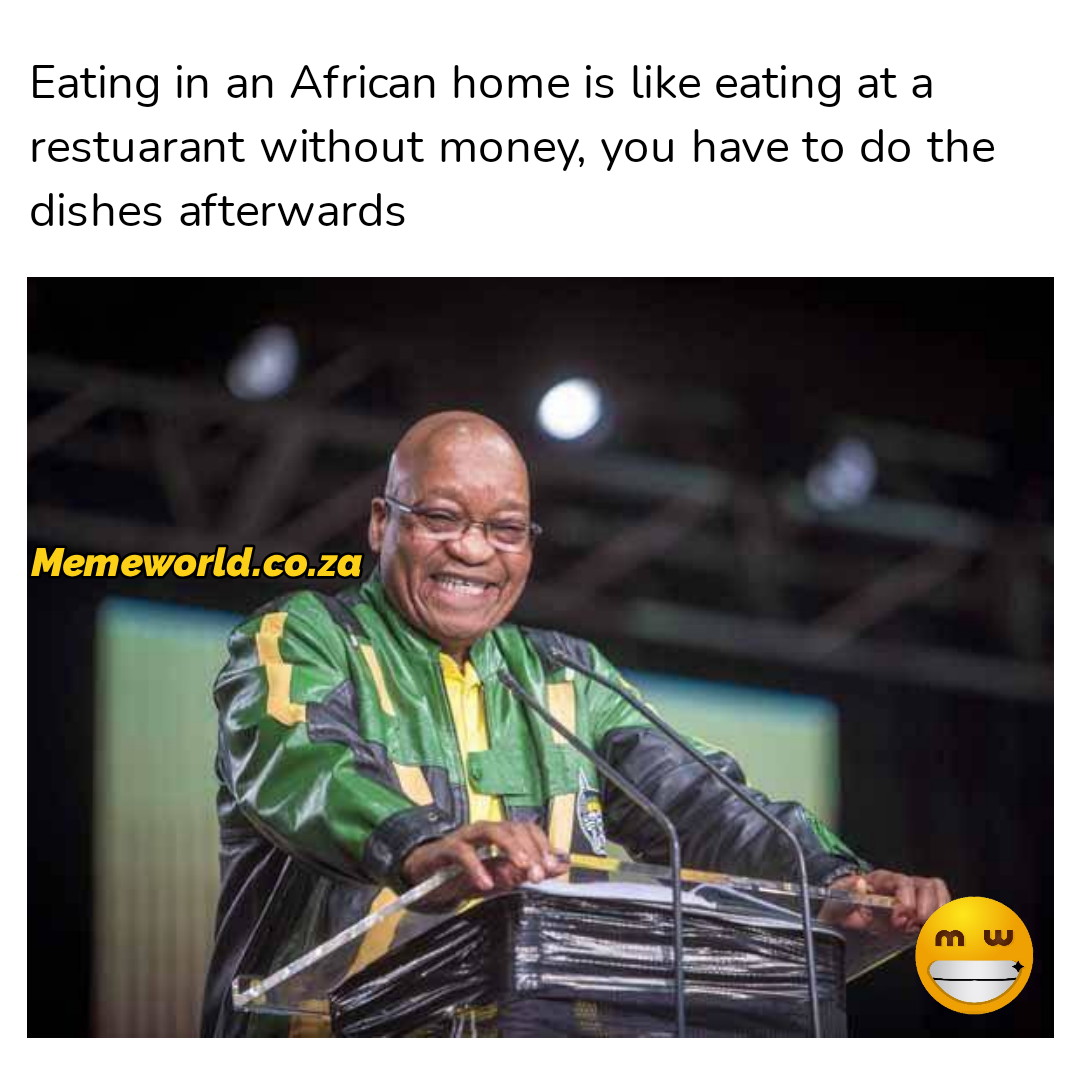 Eating in an African home is like eating at a
restuarant without money, you have to do the
dishes afterwards
Memeworld.co.za
m w